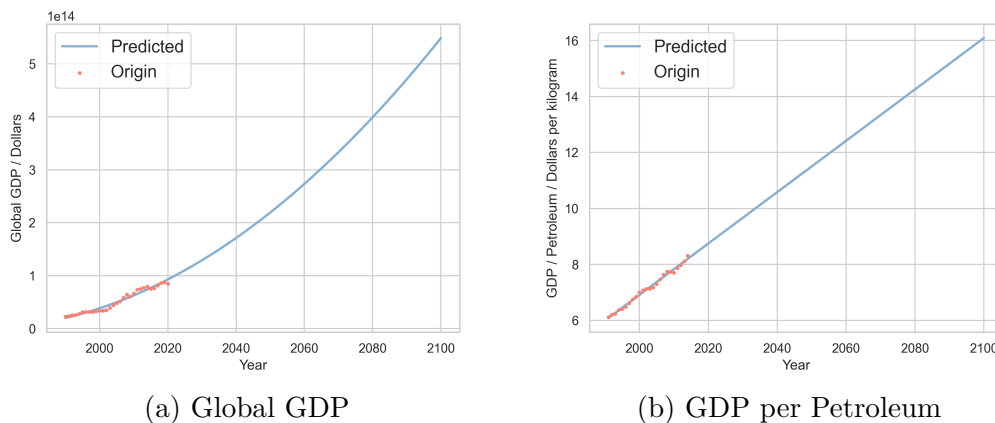 1e14
Predicted
Origin
5
4
3
2
1
0
Global GDP / Dollars
2000 2020 2040 2060 2080 2100
Year
(a) Global GDP
Predicted
Origin
16
14
12
10
8
6
GDP / Petroleum / Dollars per kilogram
2000 2020 2040 2060 2080 2100
Year
(b) GDP per Petroleum